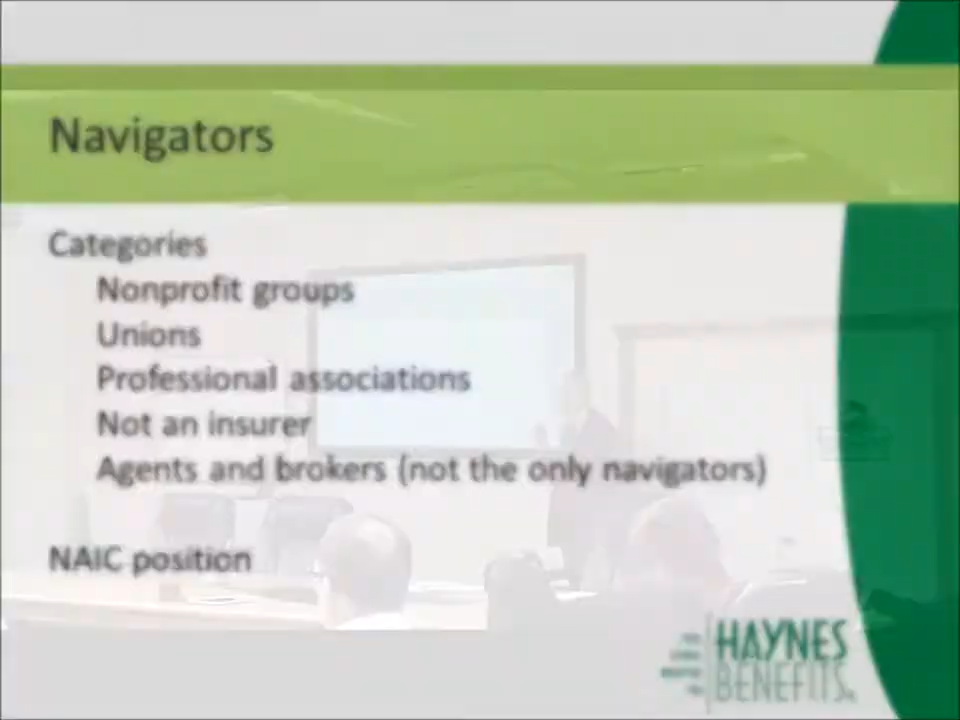 Navigators
Categories
Nonprofit groups
Unions
Professional associations
Not an insurer
Agents and brokers (not the only navigators)
NAIC position
HAYNES
BENEFITS